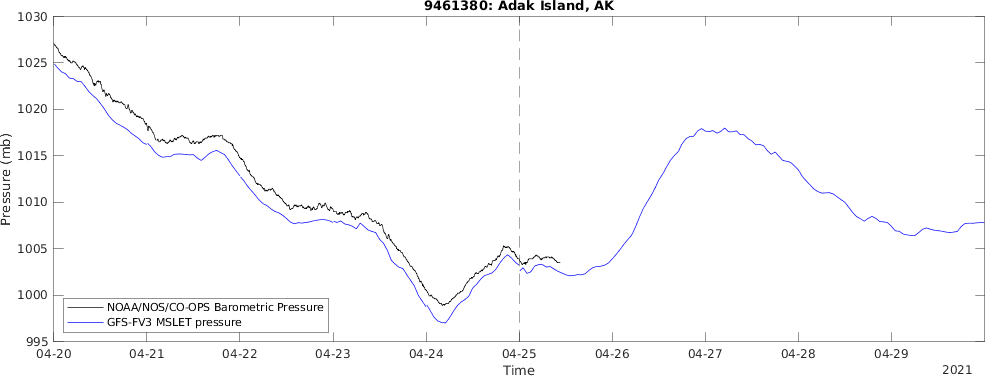 9461380: Adak Island, AK
Pressure (mb)
1030
1025
1020
1015
1010
1005
1000
995
NOAA/NOS/CO-OPS Barometric Pressure
GFS-FV3 MSLET pressure
04-20 04-21 04-22 04-23 04-24 04-25 04-26 04-27 04-28 04-29
Time
2021